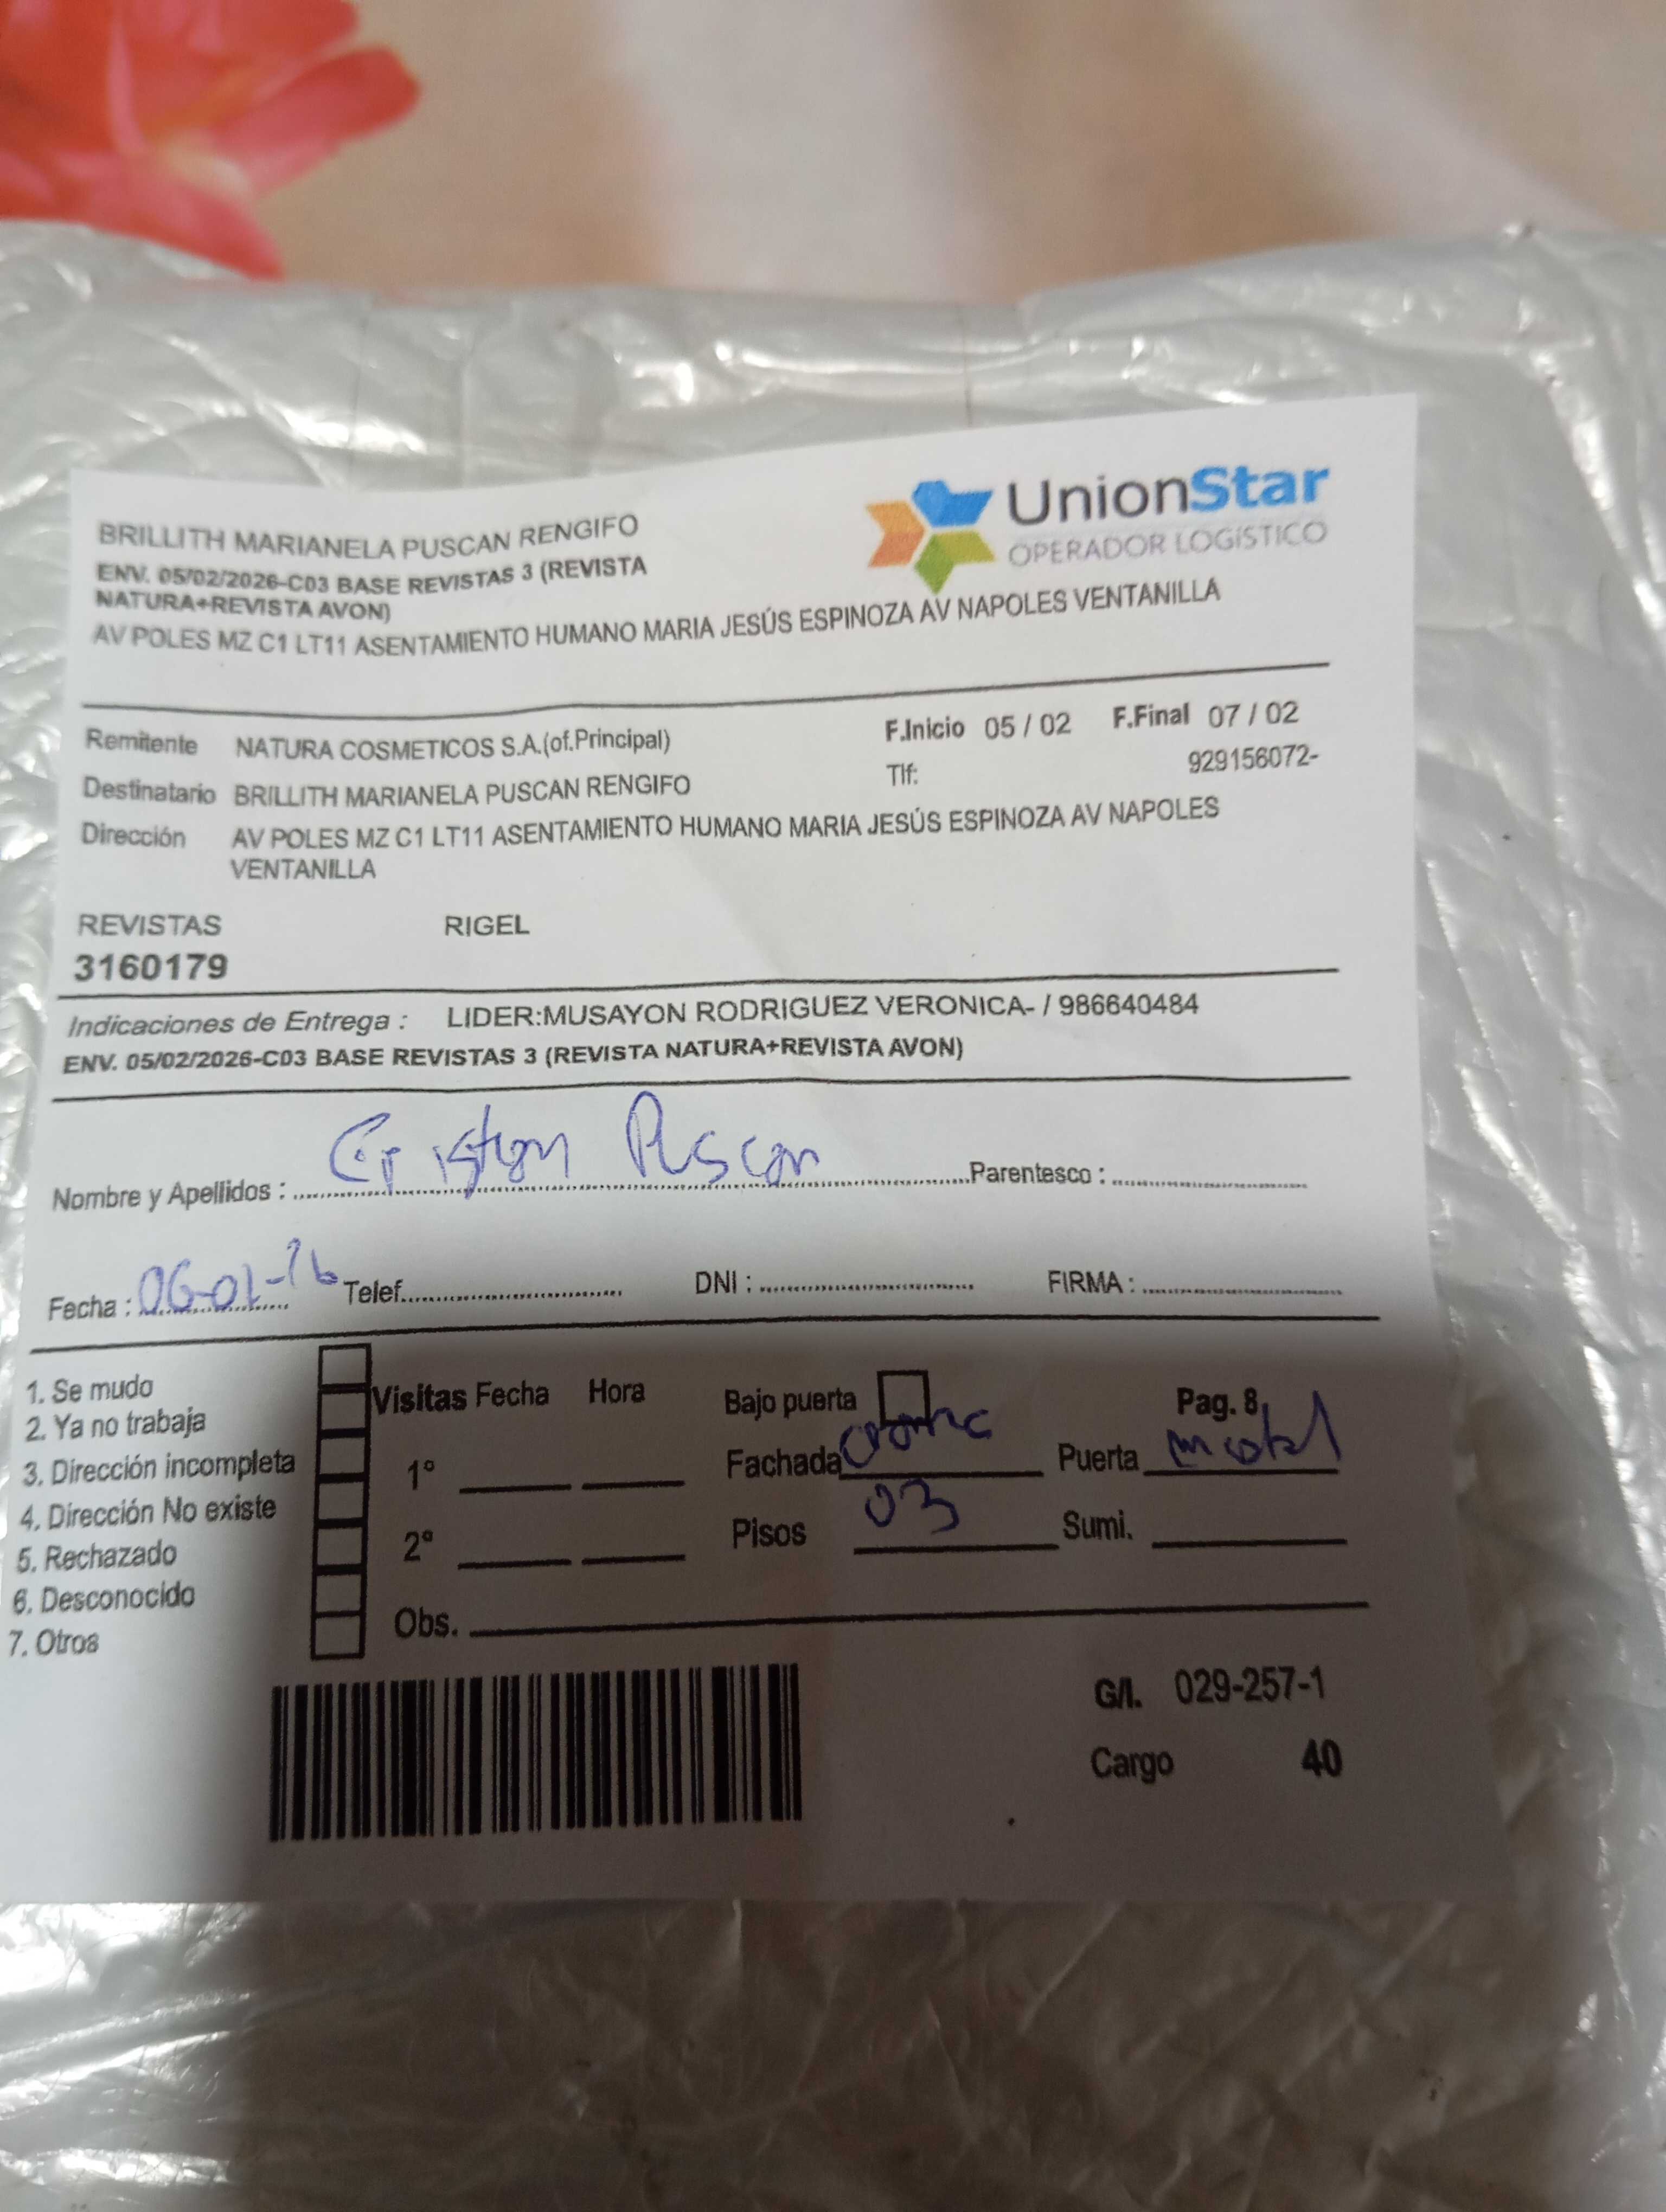 BRILLITH MARIANELA PUSCAN RENGIFO
UnionStar
OPERADOR LOGÍSTICO
ENV. 05/02/2026-C03 BASE REVISTAS 3 (REVISTA
NATURA+REVISTA AVON)
AV POLES MZ C1 LT11 ASENTAMIENTO HUMANO MARIA JESÚS ESPINOZA AV NAPOLES VENTANILLA
Remitente NATURA COSMETICOS S.A.(of.Principal) F.Inicio 05 / 02 F.Final 07 / 02
Destinatario BRILLITH MARIANELA PUSCAN RENGIFO Tlf: 929156072-
Dirección AV POLES MZ C1 LT11 ASENTAMIENTO HUMANO MARIA JESÚS ESPINOZA AV NAPOLES
VENTANILLA
REVISTAS RIGEL
3160179
Indicaciones de Entrega : LIDER:MUSAYON RODRIGUEZ VERONICA- / 986640484
ENV. 05/02/2026-C03 BASE REVISTAS 3 (REVISTA NATURA+REVISTA AVON)
Nombre y Apellidos : Puscan Parentesco :
Fecha : Telef. DNI : FIRMA :
1. Se mudo
2. Ya no trabaja
3. Dirección incompleta
4. Dirección No existe
5. Rechazado
6. Desconocido
7. Otros
Visitas Fecha Hora
1°
2°
Obs.
Bajo puerta Pag. 8
Fachada Puerta
Pisos 03 Sumi.
G/I. 029-257-1
Cargo 40